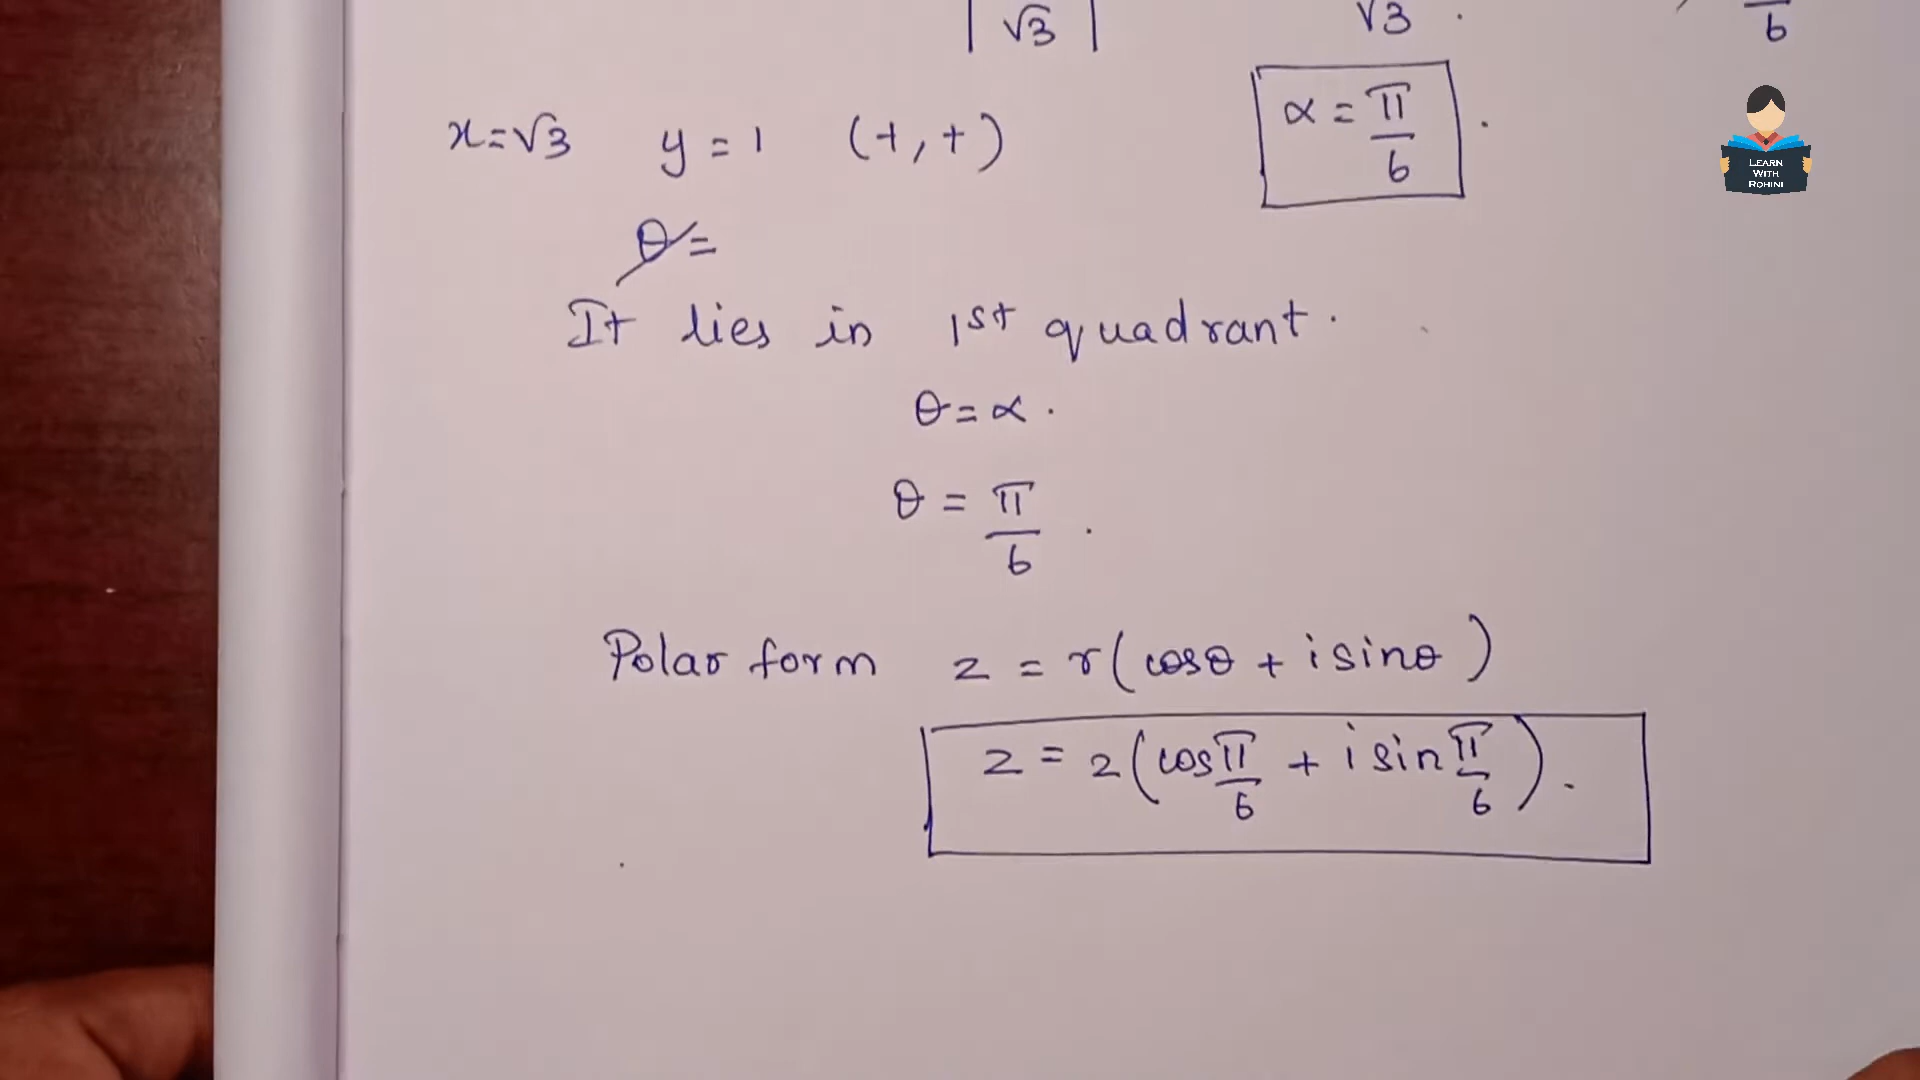 |√3| √3 . 6
x=√3 y=1 (+,+) α = π/6 .
LEARN
WITH
ROHINI
θ=
It lies in 1st quadrant.
θ=α.
θ = π/6 .
Polar form z = r(cosθ + isinθ)
z = 2(cos π/6 + i sin π/6).